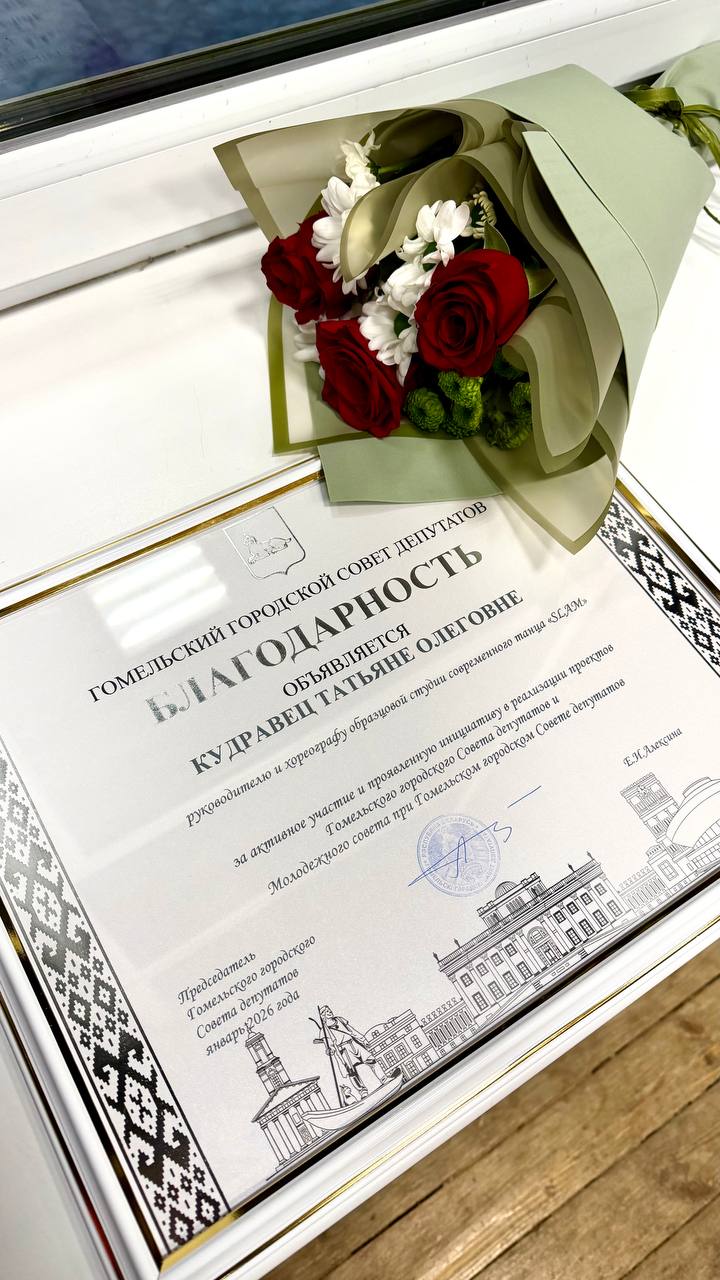 ГОМЕЛЬСКИЙ ГОРОДСКОЙ СОВЕТ ДЕПУТАТОВ
БЛАГОДАРНОСТЬ
ОБЪЯВЛЯЕТСЯ
КУДРАВЕЦ ТАТЬЯНЕ ОЛЕГОВНЕ
руководителю и хореографу образцовой студии современного танца «SLAM»
за активное участие и проявленную инициативу в реализации проектов
Гомельского городского Совета депутатов и
Молодежного совета при Гомельском городском Совете депутатов
Председатель
Гомельского городского
Совета депутатов
январь 2026 года
Е.Н.Алексина